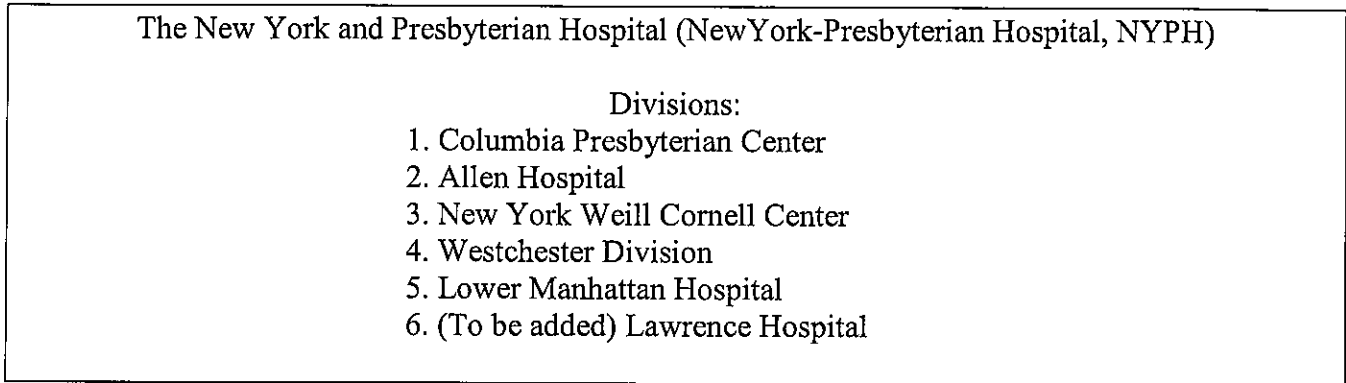 The New York and Presbyterian Hospital (NewYork-Presbyterian Hospital, NYPH)
Divisions:
1. Columbia Presbyterian Center
2. Allen Hospital
3. New York Weill Cornell Center
4. Westchester Division
5. Lower Manhattan Hospital
6. (To be added) Lawrence Hospital